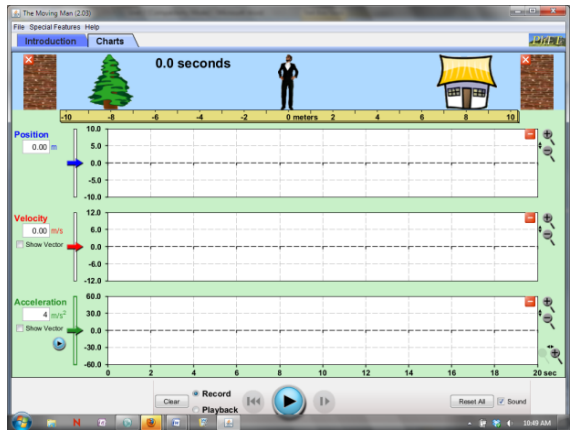 The Moving Man (2.03)
File Special Features Help
Introduction Charts
PhET
0.0 seconds
-10 -8 -6 -4 -2 0 meters 2 4 6 8 10
Position
0.00 m
10.0
5.0
0.0
-5.0
-10.0
Velocity
0.00 m/s
Show Vector
12.0
6.0
0.0
-6.0
-12.0
Acceleration
4 m/s²
Show Vector
60.0
30.0
0.0
-30.0
-60.0
0 2 4 6 8 10 12 14 16 18 20 sec
Clear
Record
Playback
Reset All
Sound
10:49 AM